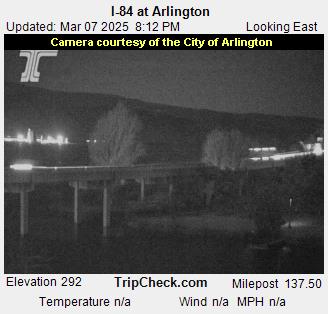 I-84 at Arlington
Updated: Mar 07 2025 8:12 PM Looking East
Camera courtesy of the City of Arlington
Elevation 292 TripCheck.com Milepost 137.50
Temperature n/a Wind n/a MPH n/a